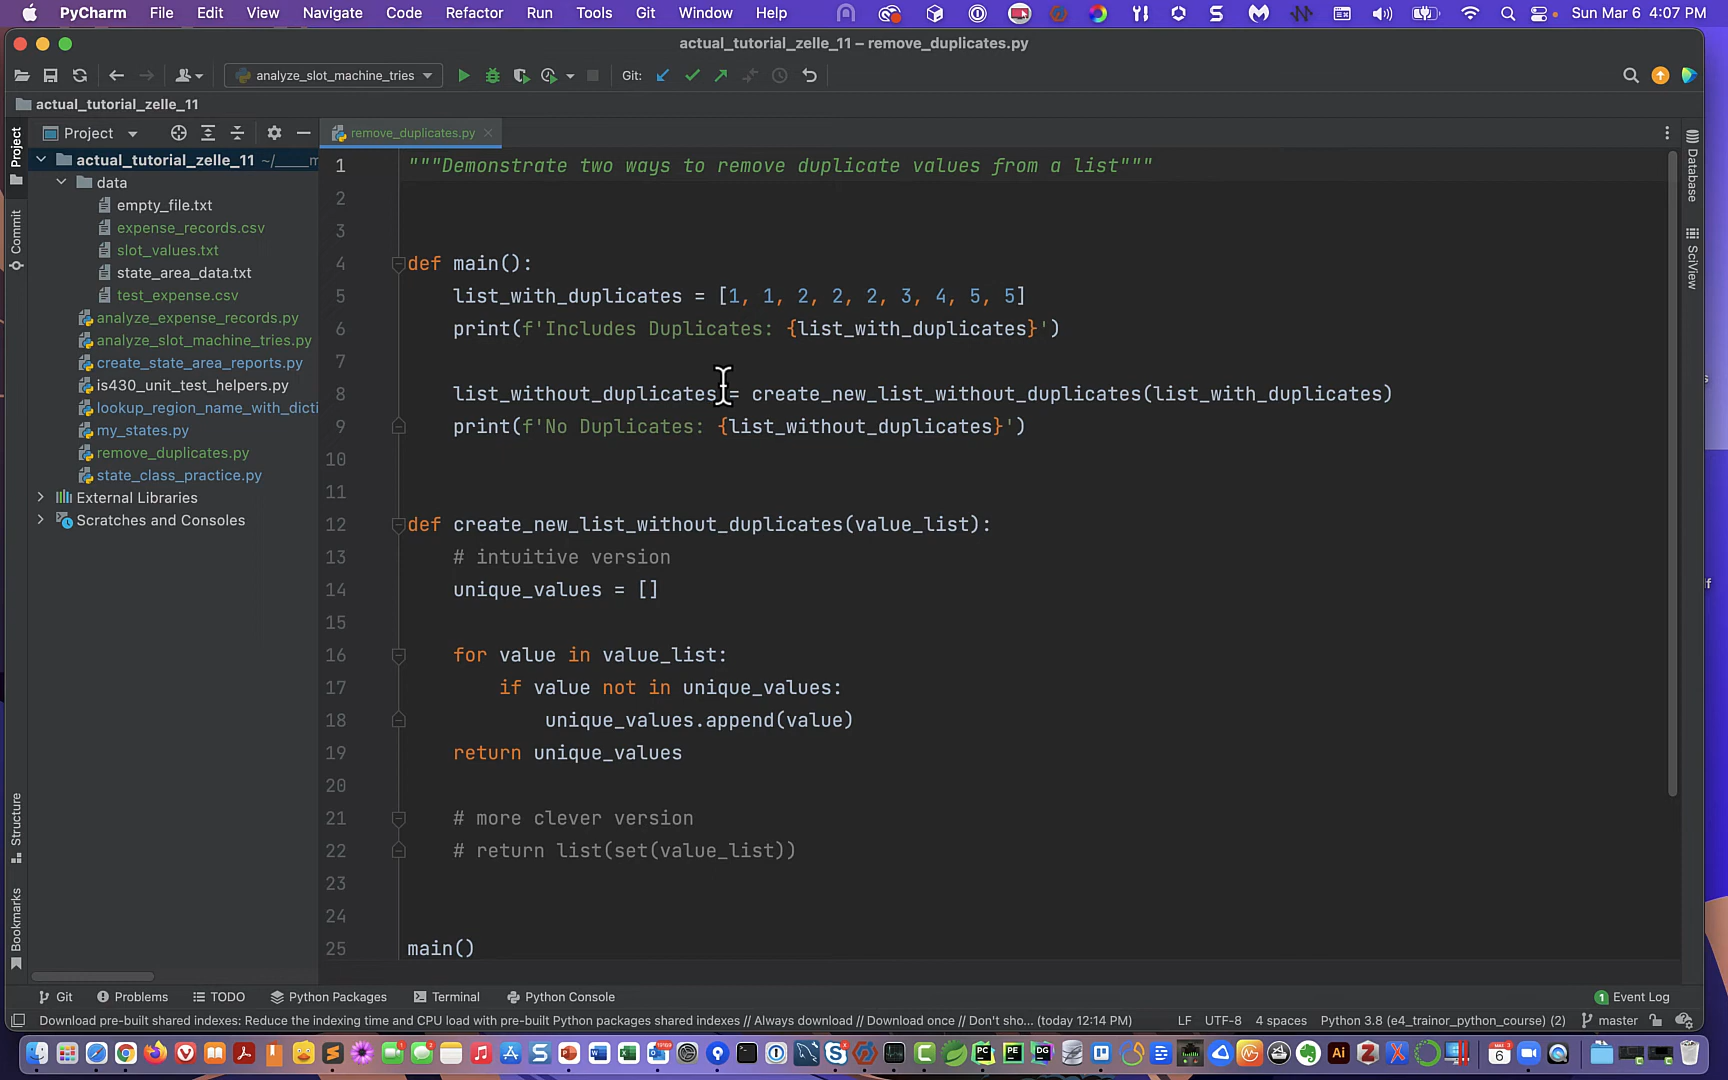 PyCharm File Edit View Navigate Code Refactor Run Tools Git Window Help Sun Mar 6 4:07 PM
actual_tutorial_zelle_11 – remove_duplicates.py
analyze_slot_machine_tries Git:
actual_tutorial_zelle_11
Project
remove_duplicates.py
actual_tutorial_zelle_11 ~/____m
data
empty_file.txt
expense_records.csv
slot_values.txt
state_area_data.txt
test_expense.csv
analyze_expense_records.py
analyze_slot_machine_tries.py
create_state_area_reports.py
is430_unit_test_helpers.py
lookup_region_name_with_dicti
my_states.py
remove_duplicates.py
state_class_practice.py
External Libraries
Scratches and Consoles
Project
Commit
Structure
Bookmarks
1 """Demonstrate two ways to remove duplicate values from a list"""
2
3
4 def main():
5 list_with_duplicates = [1, 1, 2, 2, 2, 3, 4, 5, 5]
6 print(f'Includes Duplicates: {list_with_duplicates}')
7
8 list_without_duplicates = create_new_list_without_duplicates(list_with_duplicates)
9 print(f'No Duplicates: {list_without_duplicates}')
10
11
12 def create_new_list_without_duplicates(value_list):
13 # intuitive version
14 unique_values = []
15
16 for value in value_list:
17 if value not in unique_values:
18 unique_values.append(value)
19 return unique_values
20
21 # more clever version
22 # return list(set(value_list))
23
24
25 main()
Database
SciView
Git Problems TODO Python Packages Terminal Python Console 1 Event Log
Download pre-built shared indexes: Reduce the indexing time and CPU load with pre-built Python packages shared indexes // Always download // Download once // Don't sho... (today 12:14 PM) LF UTF-8 4 spaces Python 3.8 (e4_trainor_python_course) (2) master